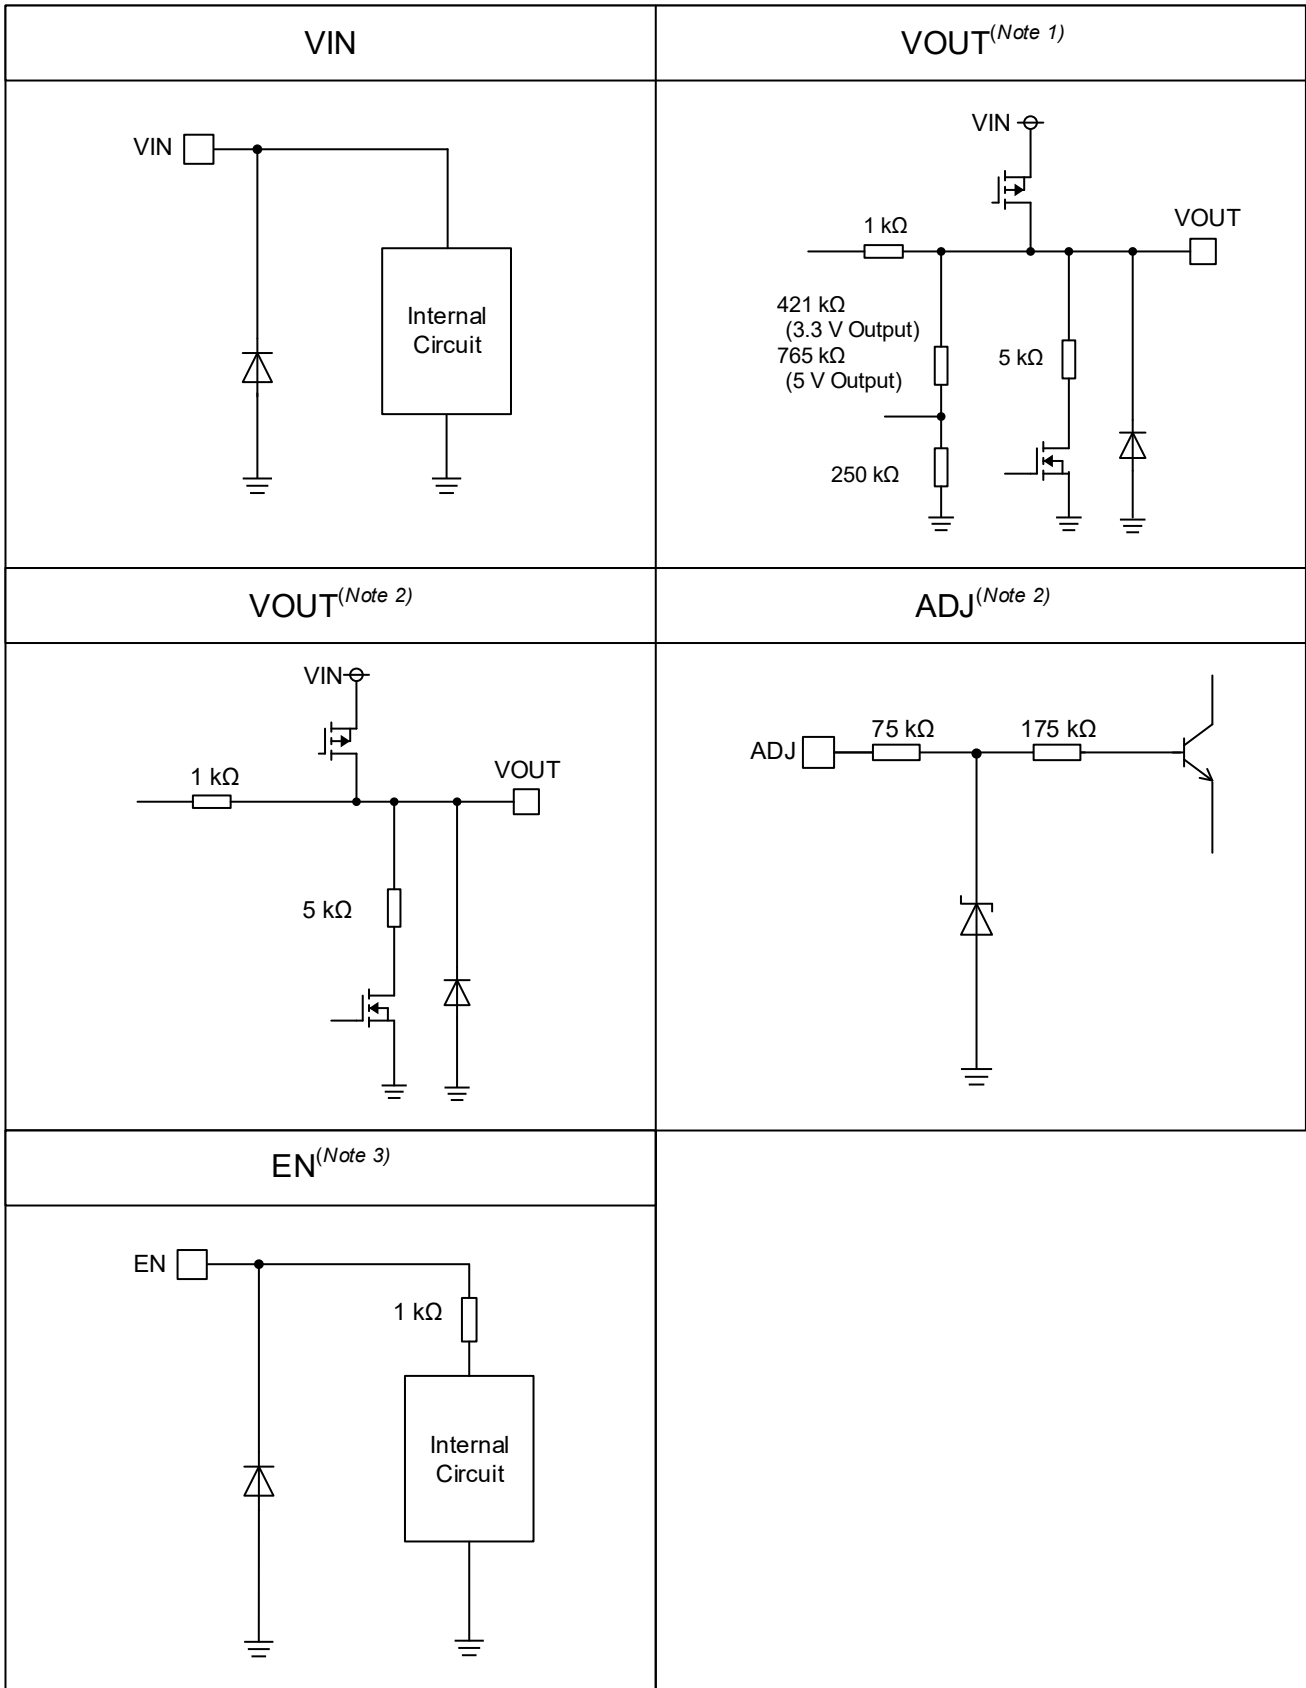 VIN
VOUT(Note 1)
VIN
Internal
Circuit
VIN
1 kΩ
VOUT
421 kΩ
(3.3 V Output)
765 kΩ
(5 V Output)
5 kΩ
250 kΩ
VOUT(Note 2)
ADJ(Note 2)
VIN
1 kΩ
VOUT
5 kΩ
ADJ
75 kΩ
175 kΩ
EN(Note 3)
EN
1 kΩ
Internal
Circuit